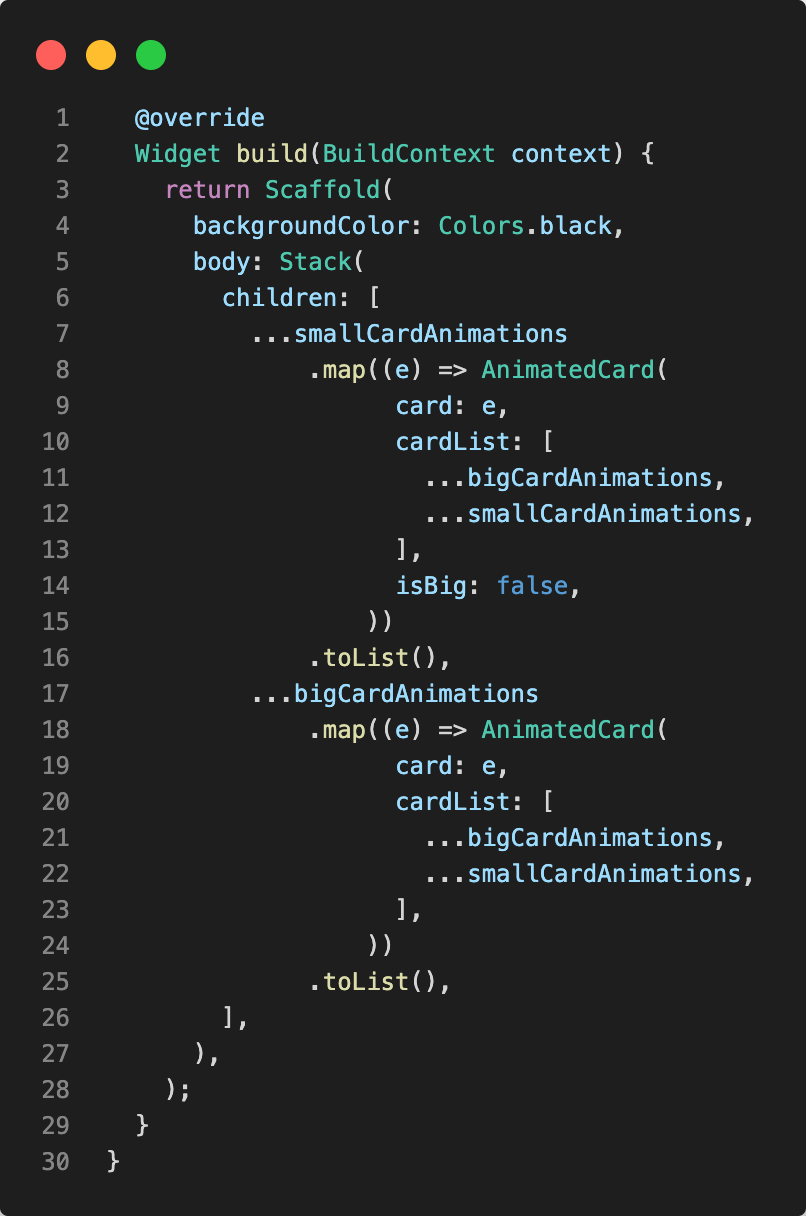 1 @override
2 Widget build(BuildContext context) {
3 return Scaffold(
4 backgroundColor: Colors.black,
5 body: Stack(
6 children: [
7 ...smallCardAnimations
8 .map((e) => AnimatedCard(
9 card: e,
10 cardList: [
11 ...bigCardAnimations,
12 ...smallCardAnimations,
13 ],
14 isBig: false,
15 ))
16 .toList(),
17 ...bigCardAnimations
18 .map((e) => AnimatedCard(
19 card: e,
20 cardList: [
21 ...bigCardAnimations,
22 ...smallCardAnimations,
23 ],
24 ))
25 .toList(),
26 ],
27 ),
28 );
29 }
30 }